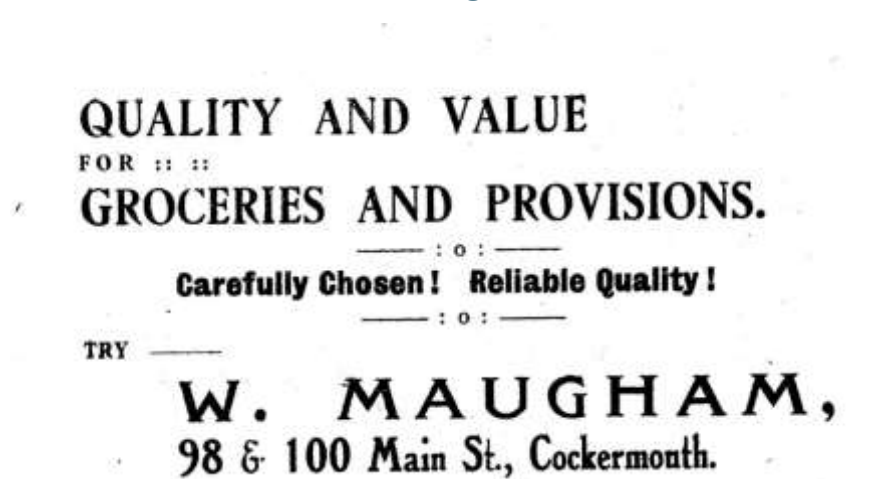 QUALITY AND VALUE
FOR :: ::
GROCERIES AND PROVISIONS.
—— : o : ——
Carefully Chosen! Reliable Quality!
—— : o : ——
TRY ——
W. MAUGHAM,
98 & 100 Main St., Cockermouth.